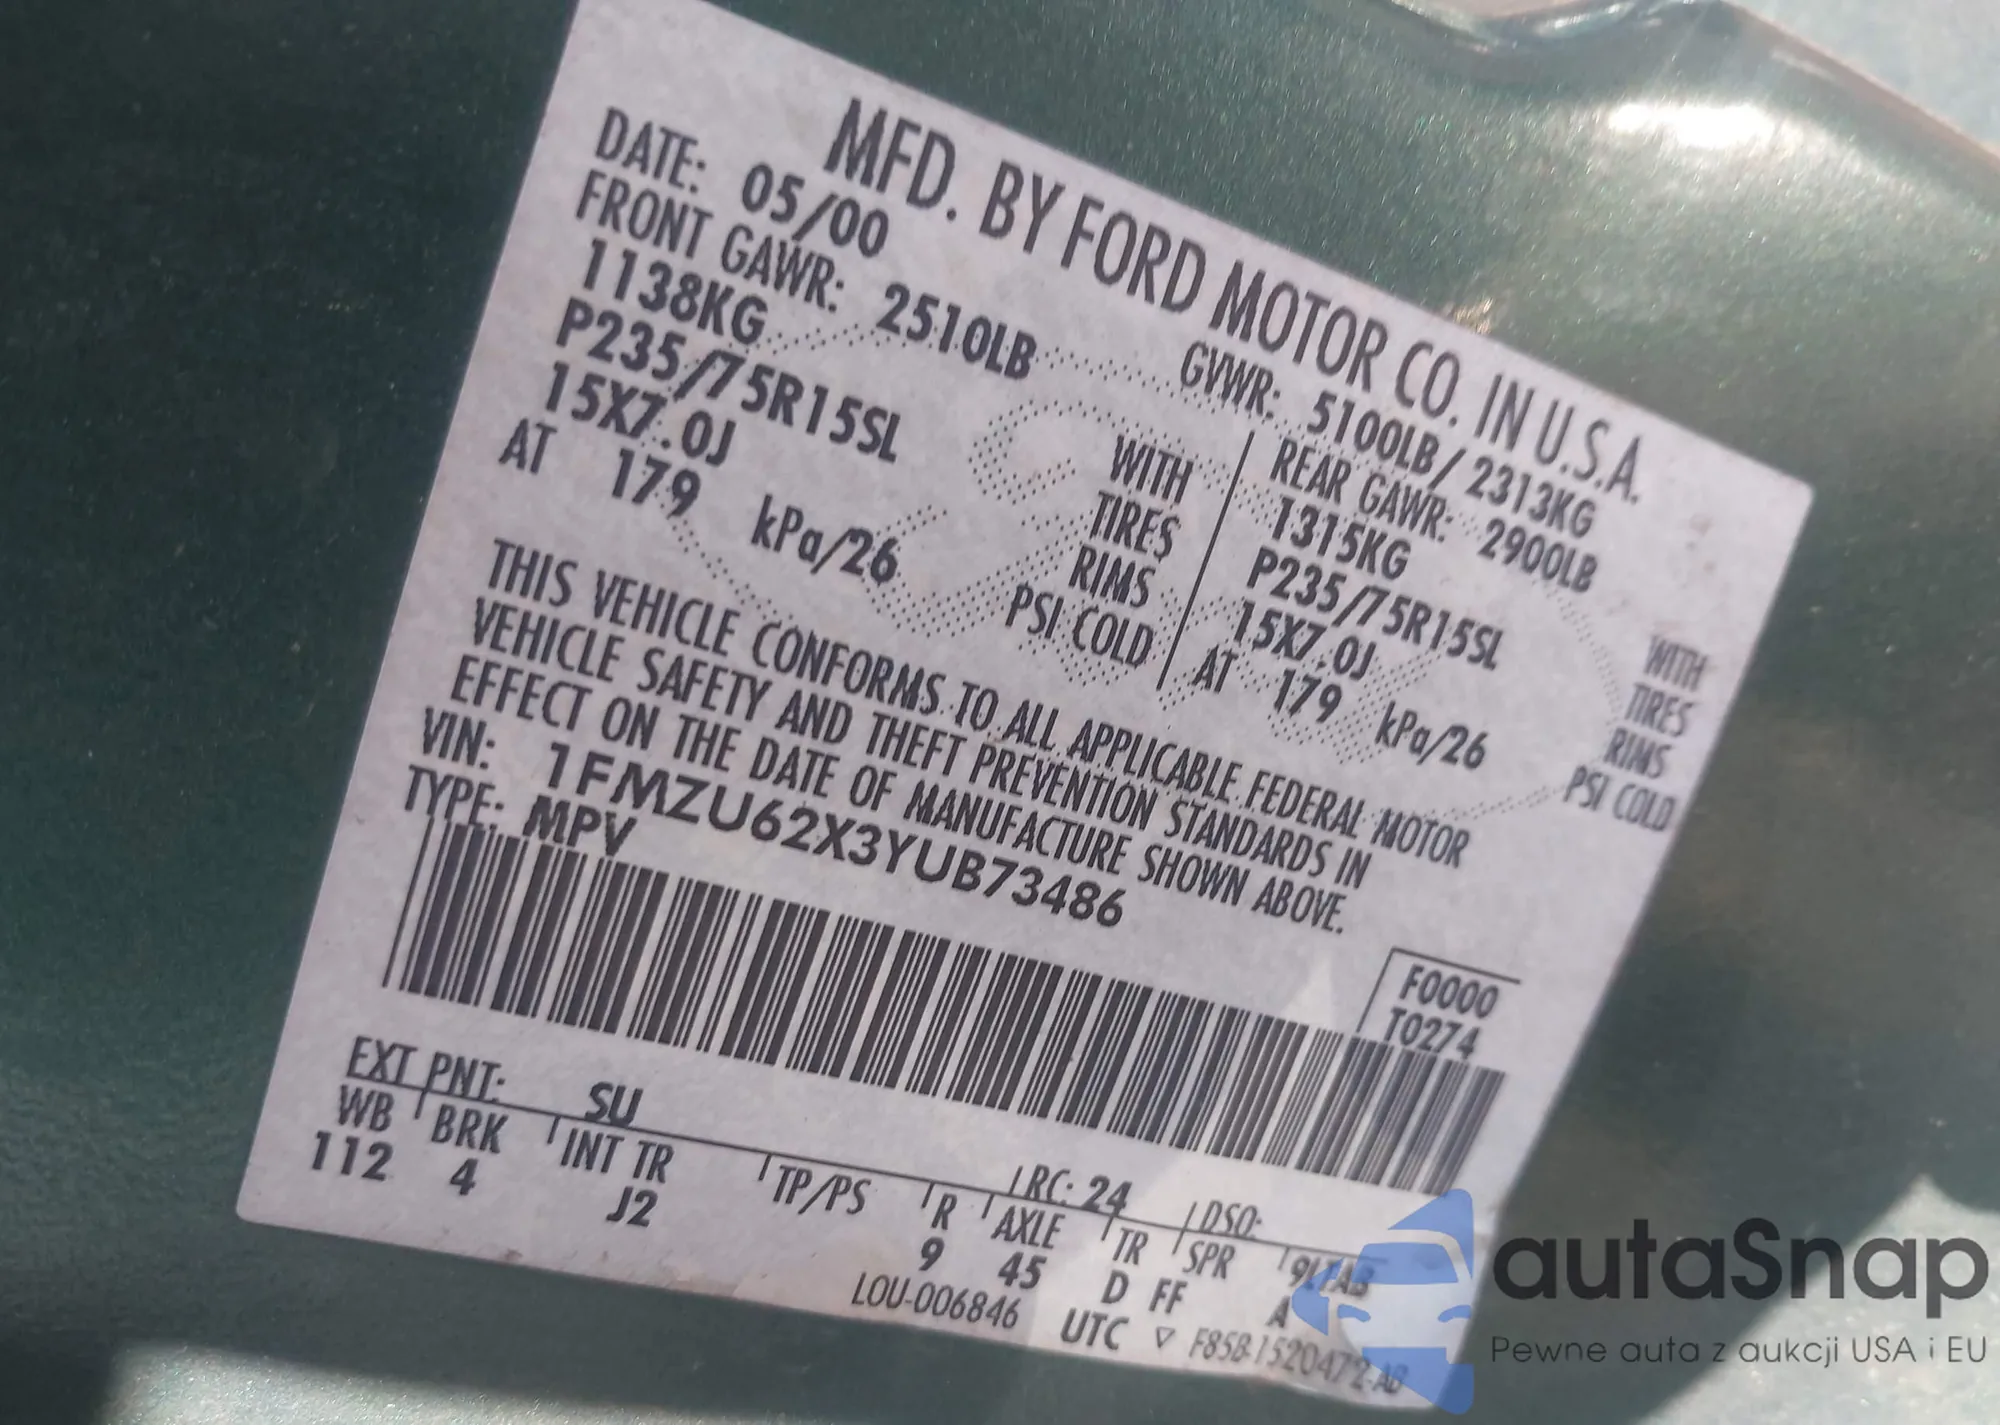 MFD. BY FORD MOTOR CO. IN U.S.A.
DATE: 05/00 GVWR: 5100LB/ 2313KG
FRONT GAWR: 2510LB REAR GAWR: 2900LB
1138KG WITH 1315KG WITH
P235/75R15SL TIRES P235/75R15SL TIRES
15X7.0J RIMS 15X7.0J RIMS
AT 179 kPa/26 PSI COLD AT 179 kPa/26 PSI COLD
THIS VEHICLE CONFORMS TO ALL APPLICABLE FEDERAL MOTOR
VEHICLE SAFETY AND THEFT PREVENTION STANDARDS IN
EFFECT ON THE DATE OF MANUFACTURE SHOWN ABOVE.
VIN: 1FMZU62X3YUB73486
TYPE: MPV
F0000
T0274
EXT PNT: SU RC: 24 DSO:
WB BRK INT TR TP/PS R AXLE TR SPR
112 4 J2 9 45 D FF A
LOU-006846 UTC ▽ F85B-1520472-AB
autaSnap
Pewne auta z aukcji USA i EU